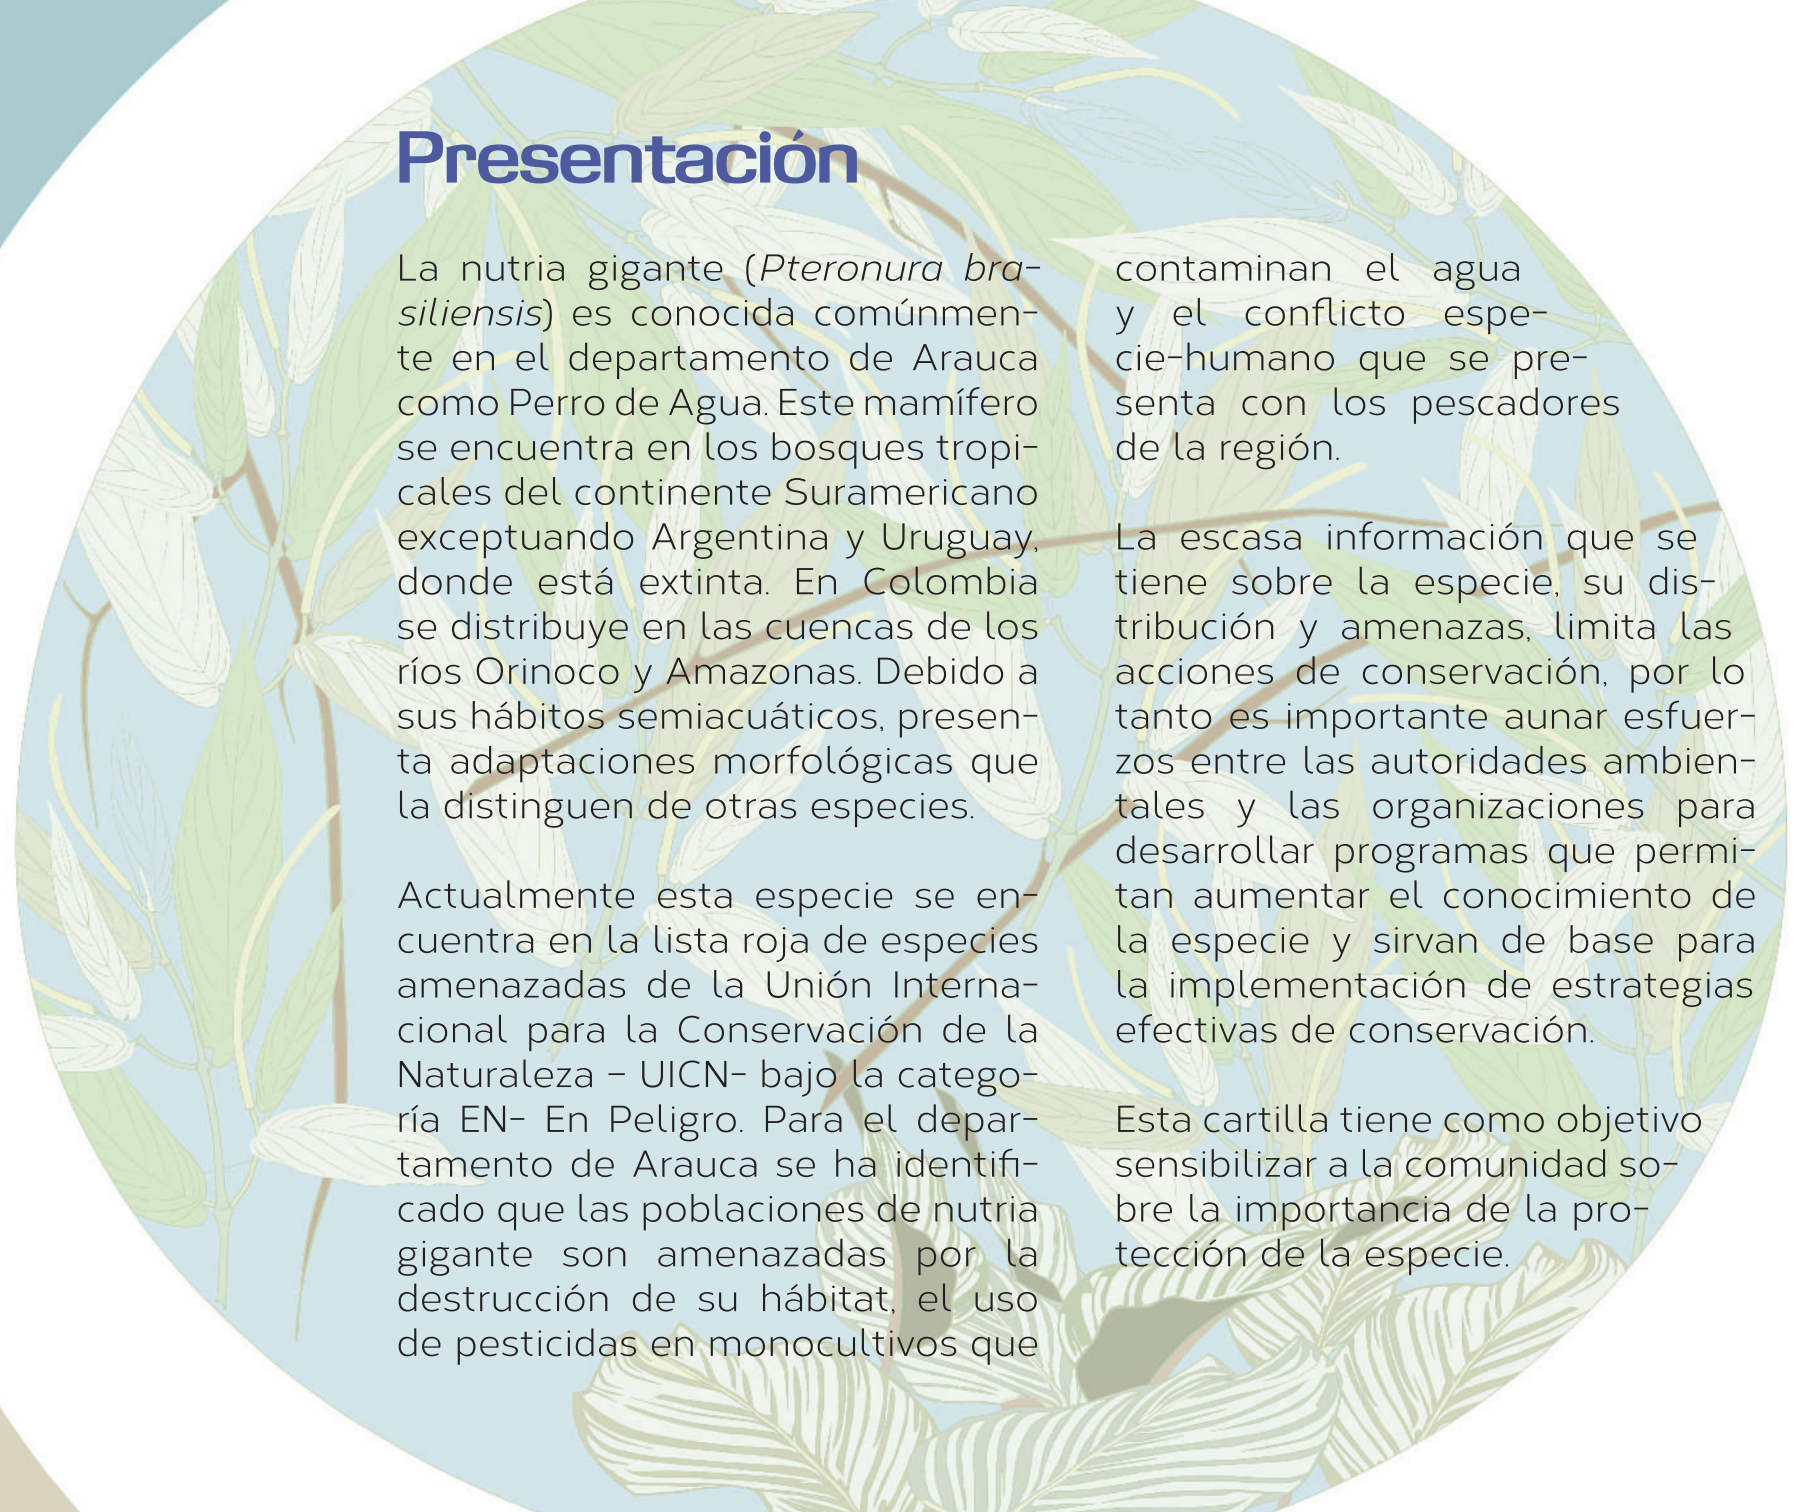 Presentación
La nutria gigante (Pteronura bra-
siliensis) es conocida comúnmen-
te en el departamento de Arauca
como Perro de Agua. Este mamífero
se encuentra en los bosques tropi-
cales del continente Suramericano
exceptuando Argentina y Uruguay,
donde está extinta. En Colombia
se distribuye en las cuencas de los
ríos Orinoco y Amazonas. Debido a
sus hábitos semiacuáticos, presen-
ta adaptaciones morfológicas que
la distinguen de otras especies.
Actualmente esta especie se en-
cuentra en la lista roja de especies
amenazadas de la Unión Interna-
cional para la Conservación de la
Naturaleza – UICN- bajo la catego-
ría EN- En Peligro. Para el depar-
tamento de Arauca se ha identifi-
cado que las poblaciones de nutria
gigante son amenazadas por la
destrucción de su hábitat, el uso
de pesticidas en monocultivos que
contaminan el agua
y el conflicto espe-
cie-humano que se pre-
senta con los pescadores
de la región.
La escasa información que se
tiene sobre la especie, su dis-
tribución y amenazas, limita las
acciones de conservación, por lo
tanto es importante aunar esfuer-
zos entre las autoridades ambien-
tales y las organizaciones para
desarrollar programas que permi-
tan aumentar el conocimiento de
la especie y sirvan de base para
la implementación de estrategias
efectivas de conservación.
Esta cartilla tiene como objetivo
sensibilizar a la comunidad so-
bre la importancia de la pro-
tección de la especie.